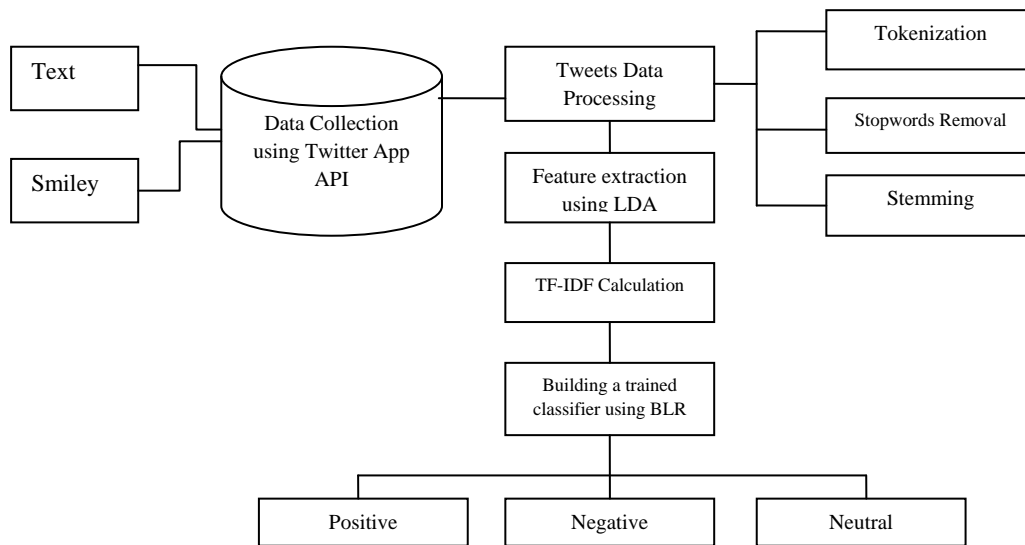 Text
Smiley
Data Collection
using Twitter App
API
Tweets Data
Processing
Tokenization
Stopwords Removal
Stemming
Feature extraction
using LDA
TF-IDF Calculation
Building a trained
classifier using BLR
Positive
Negative
Neutral